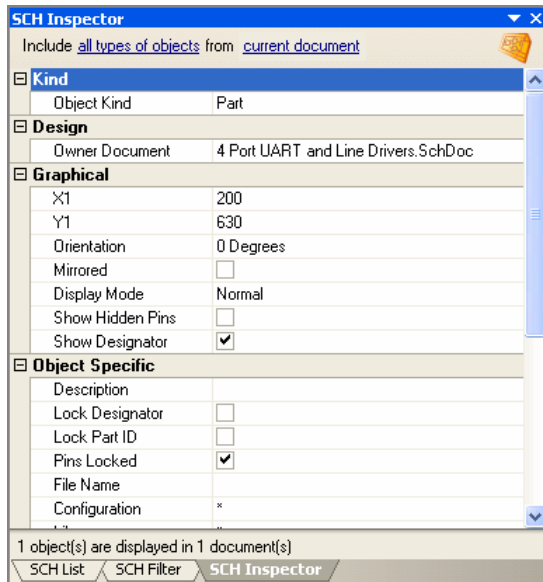 SCH Inspector
Include all types of objects from current document
Kind
Object Kind Part
Design
Owner Document 4 Port UART and Line Drivers.SchDoc
Graphical
X1 200
Y1 630
Orientation 0 Degrees
Mirrored
Display Mode Normal
Show Hidden Pins
Show Designator
Object Specific
Description
Lock Designator
Lock Part ID
Pins Locked
File Name
Configuration *
1 object(s) are displayed in 1 document(s)
SCH List SCH Filter SCH Inspector